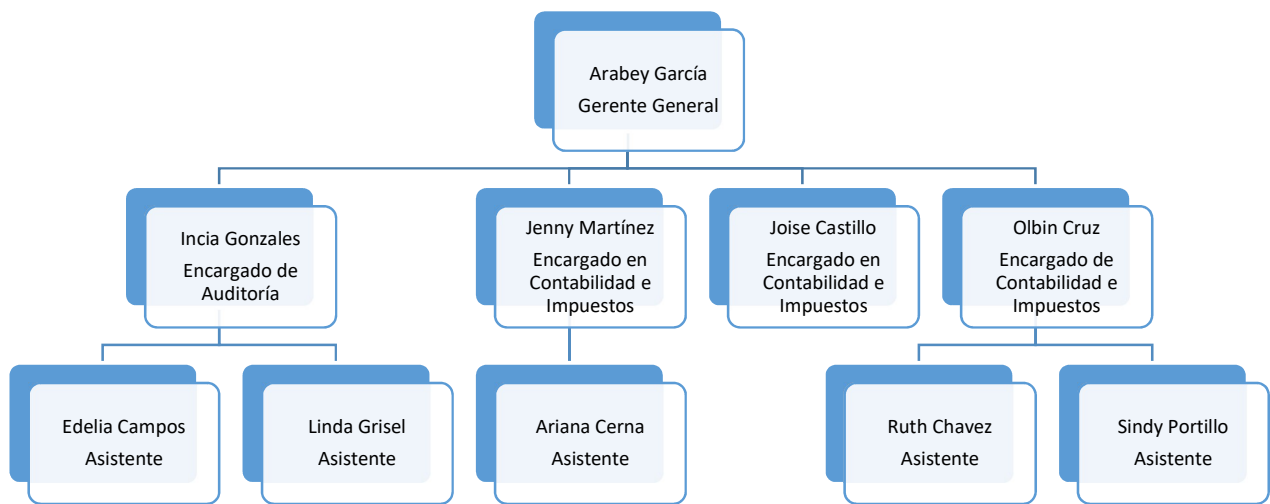 Arabey García
Gerente General
Incia Gonzales
Encargado de
Auditoría
Jenny Martínez
Encargado en
Contabilidad e
Impuestos
Joise Castillo
Encargado en
Contabilidad e
Impuestos
Olbin Cruz
Encargado de
Contabilidad e
Impuestos
Edelia Campos
Asistente
Linda Grisel
Asistente
Ariana Cerna
Asistente
Ruth Chavez
Asistente
Sindy Portillo
Asistente